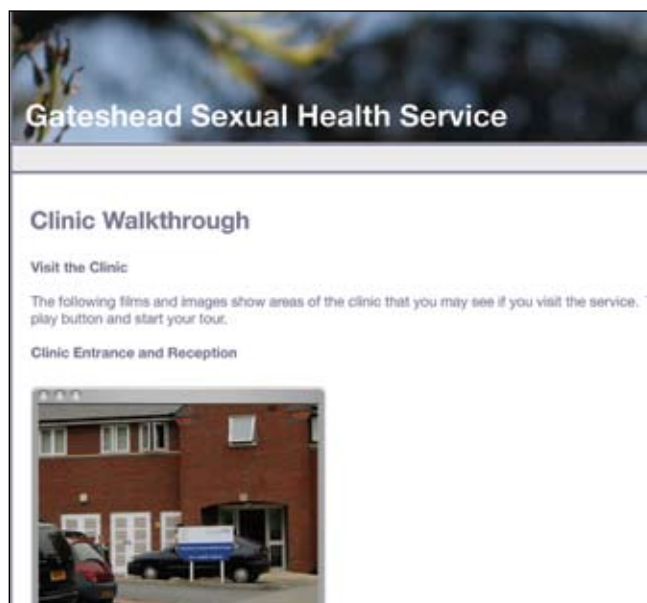 Gateshead Sexual Health Service
Clinic Walkthrough
Visit the Clinic
The following films and images show areas of the clinic that you may see if you visit the service.
play button and start your tour.
Clinic Entrance and Reception